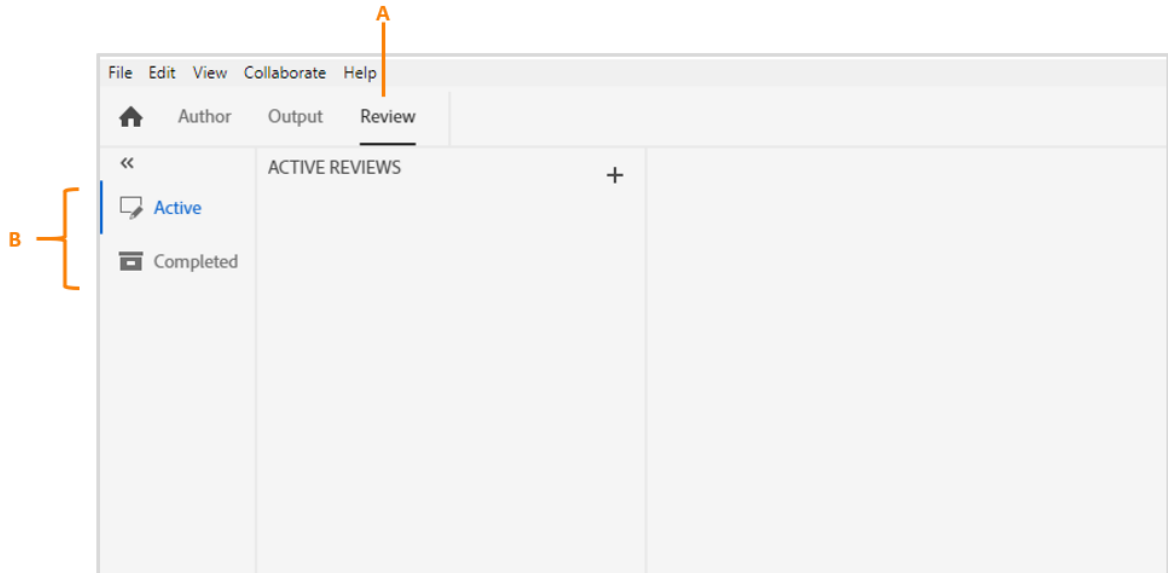 A
File Edit View Collaborate Help
Author Output Review
ACTIVE REVIEWS
Active
B
Completed